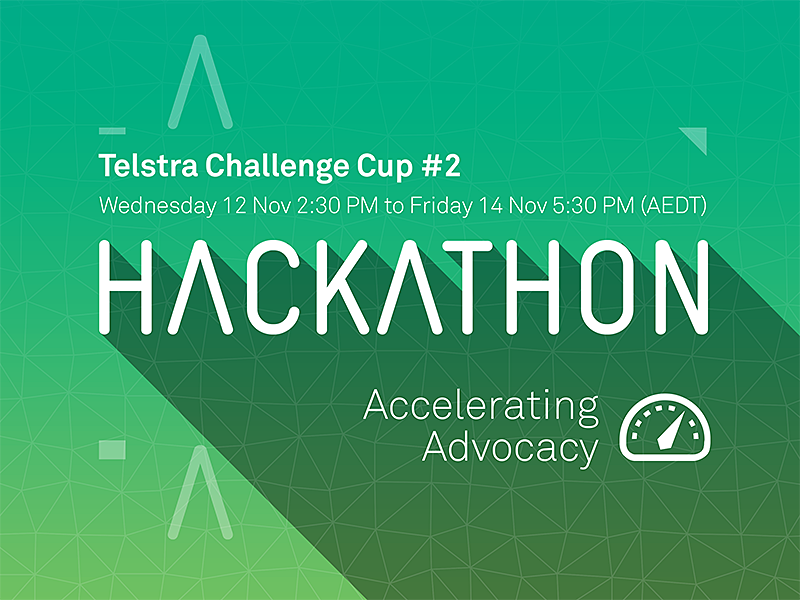 Telstra Challenge Cup #2
Wednesday 12 Nov 2:30 PM to Friday 14 Nov 5:30 PM (AEDT)
HACKATHON
Accelerating
Advocacy